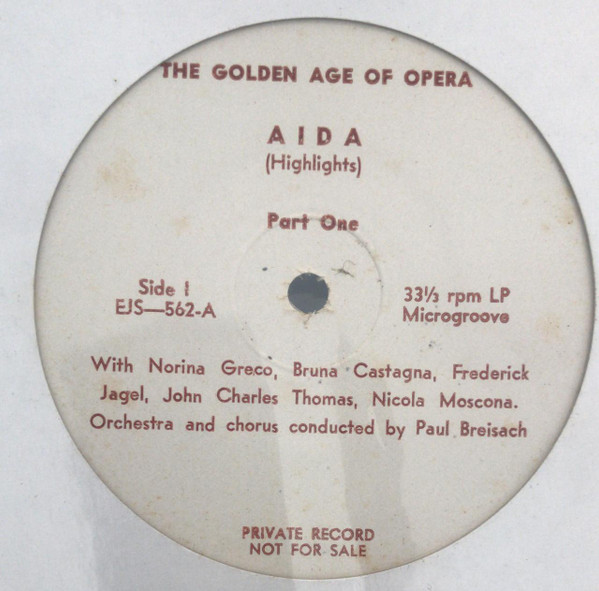 THE GOLDEN AGE OF OPERA
AIDA
(Highlights)
Part One
Side 1
EJS—562-A
33⅓ rpm LP
Microgroove
With Norina Greco, Bruna Castagna, Frederick
Jagel, John Charles Thomas, Nicola Moscona.
Orchestra and chorus conducted by Paul Breisach
PRIVATE RECORD
NOT FOR SALE